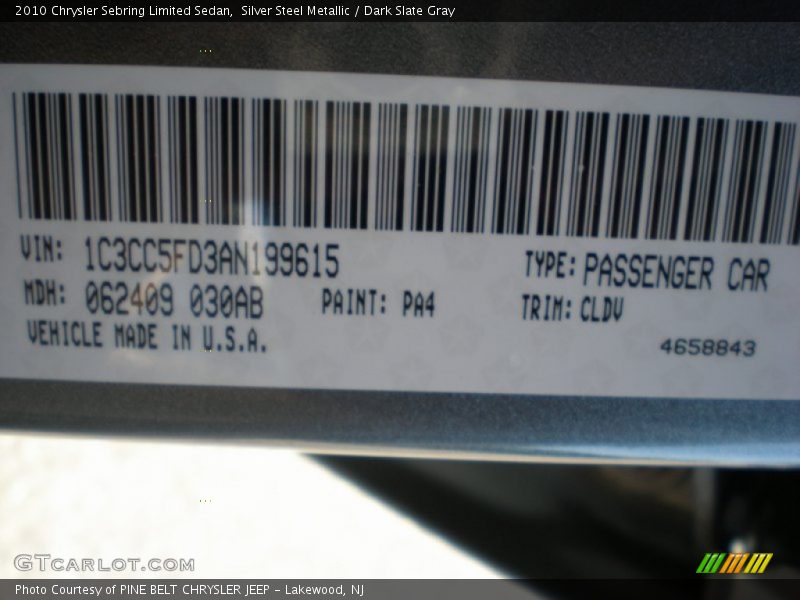 2010 Chrysler Sebring Limited Sedan,  Silver Steel Metallic / Dark Slate Gray
VIN: 1C3CC5FD3AN199615 TYPE: PASSENGER CAR
MDH: 062409 030AB PAINT: PA4 TRIM: CLDV
VEHICLE MADE IN U.S.A. 4658843
GTCARLOT.COM
Photo Courtesy of PINE BELT CHRYSLER JEEP - Lakewood, NJ